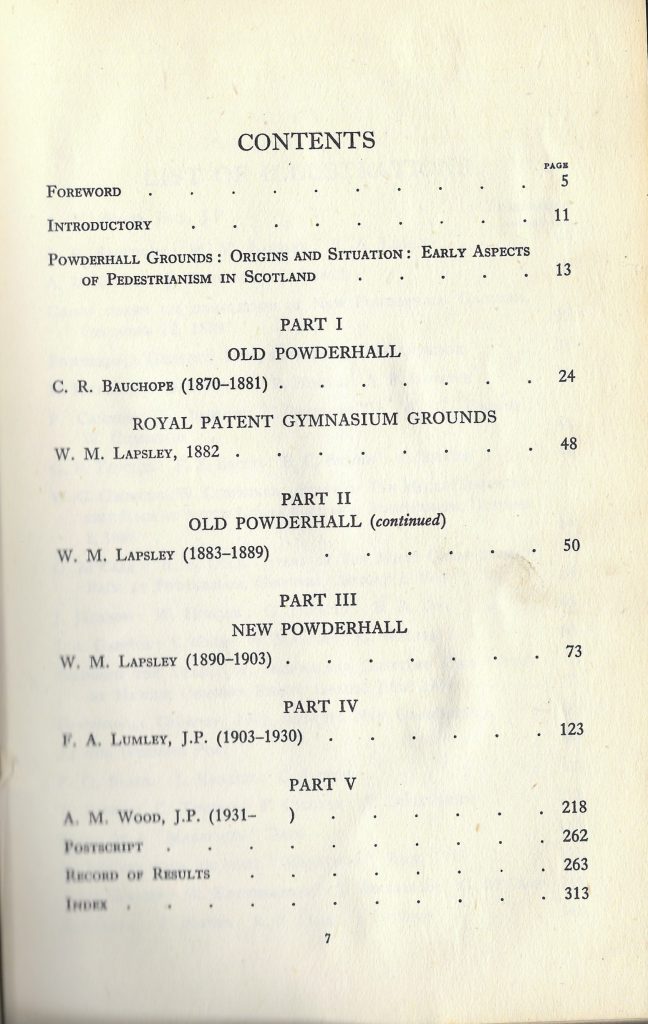 CONTENTS
PAGE
Foreword . . . . . . . . . . 5
Introductory . . . . . . . . 11
Powderhall Grounds: Origins and Situation: Early Aspects
of Pedestrianism in Scotland . . . . . 13
PART I
OLD POWDERHALL
C. R. Bauchope (1870–1881) . . . . . . . 24
ROYAL PATENT GYMNASIUM GROUNDS
W. M. Lapsley, 1882 . . . . . . . . 48
PART II
OLD POWDERHALL (continued)
W. M. Lapsley (1883–1889) . . . . . . 50
PART III
NEW POWDERHALL
W. M. Lapsley (1890–1903) . . . . . . . 73
PART IV
F. A. Lumley, J.P. (1903–1930) . . . . . . 123
PART V
A. M. Wood, J.P. (1931– ) . . . . . . 218
Postscript . . . . . . . . . . 262
Record of Results . . . . . . . . 263
Index . . . . . . . . . . . 313
7